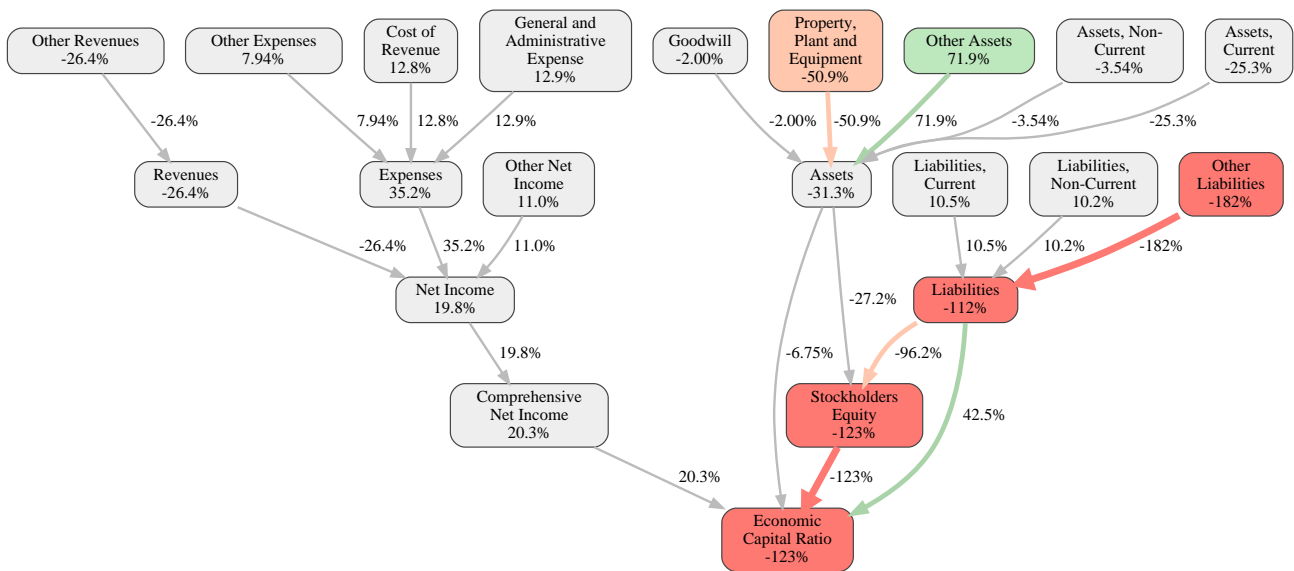 Other Revenues
-26.4%
Other Expenses
7.94%
Cost of
Revenue
12.8%
General and
Administrative
Expense
12.9%
Goodwill
-2.00%
Property,
Plant and
Equipment
-50.9%
Other Assets
71.9%
Assets, Non-
Current
-3.54%
Assets,
Current
-25.3%
-26.4%
7.94%
12.8%
12.9%
-2.00%
-50.9%
71.9%
-3.54%
-25.3%
Revenues
-26.4%
Expenses
35.2%
Other Net
Income
11.0%
Assets
-31.3%
Liabilities,
Current
10.5%
Liabilities,
Non-Current
10.2%
Other
Liabilities
-182%
-26.4%
35.2%
11.0%
10.5%
10.2%
-182%
Net Income
19.8%
-27.2%
Liabilities
-112%
19.8%
-6.75%
-96.2%
Comprehensive
Net Income
20.3%
Stockholders
Equity
-123%
42.5%
20.3%
-123%
Economic
Capital Ratio
-123%